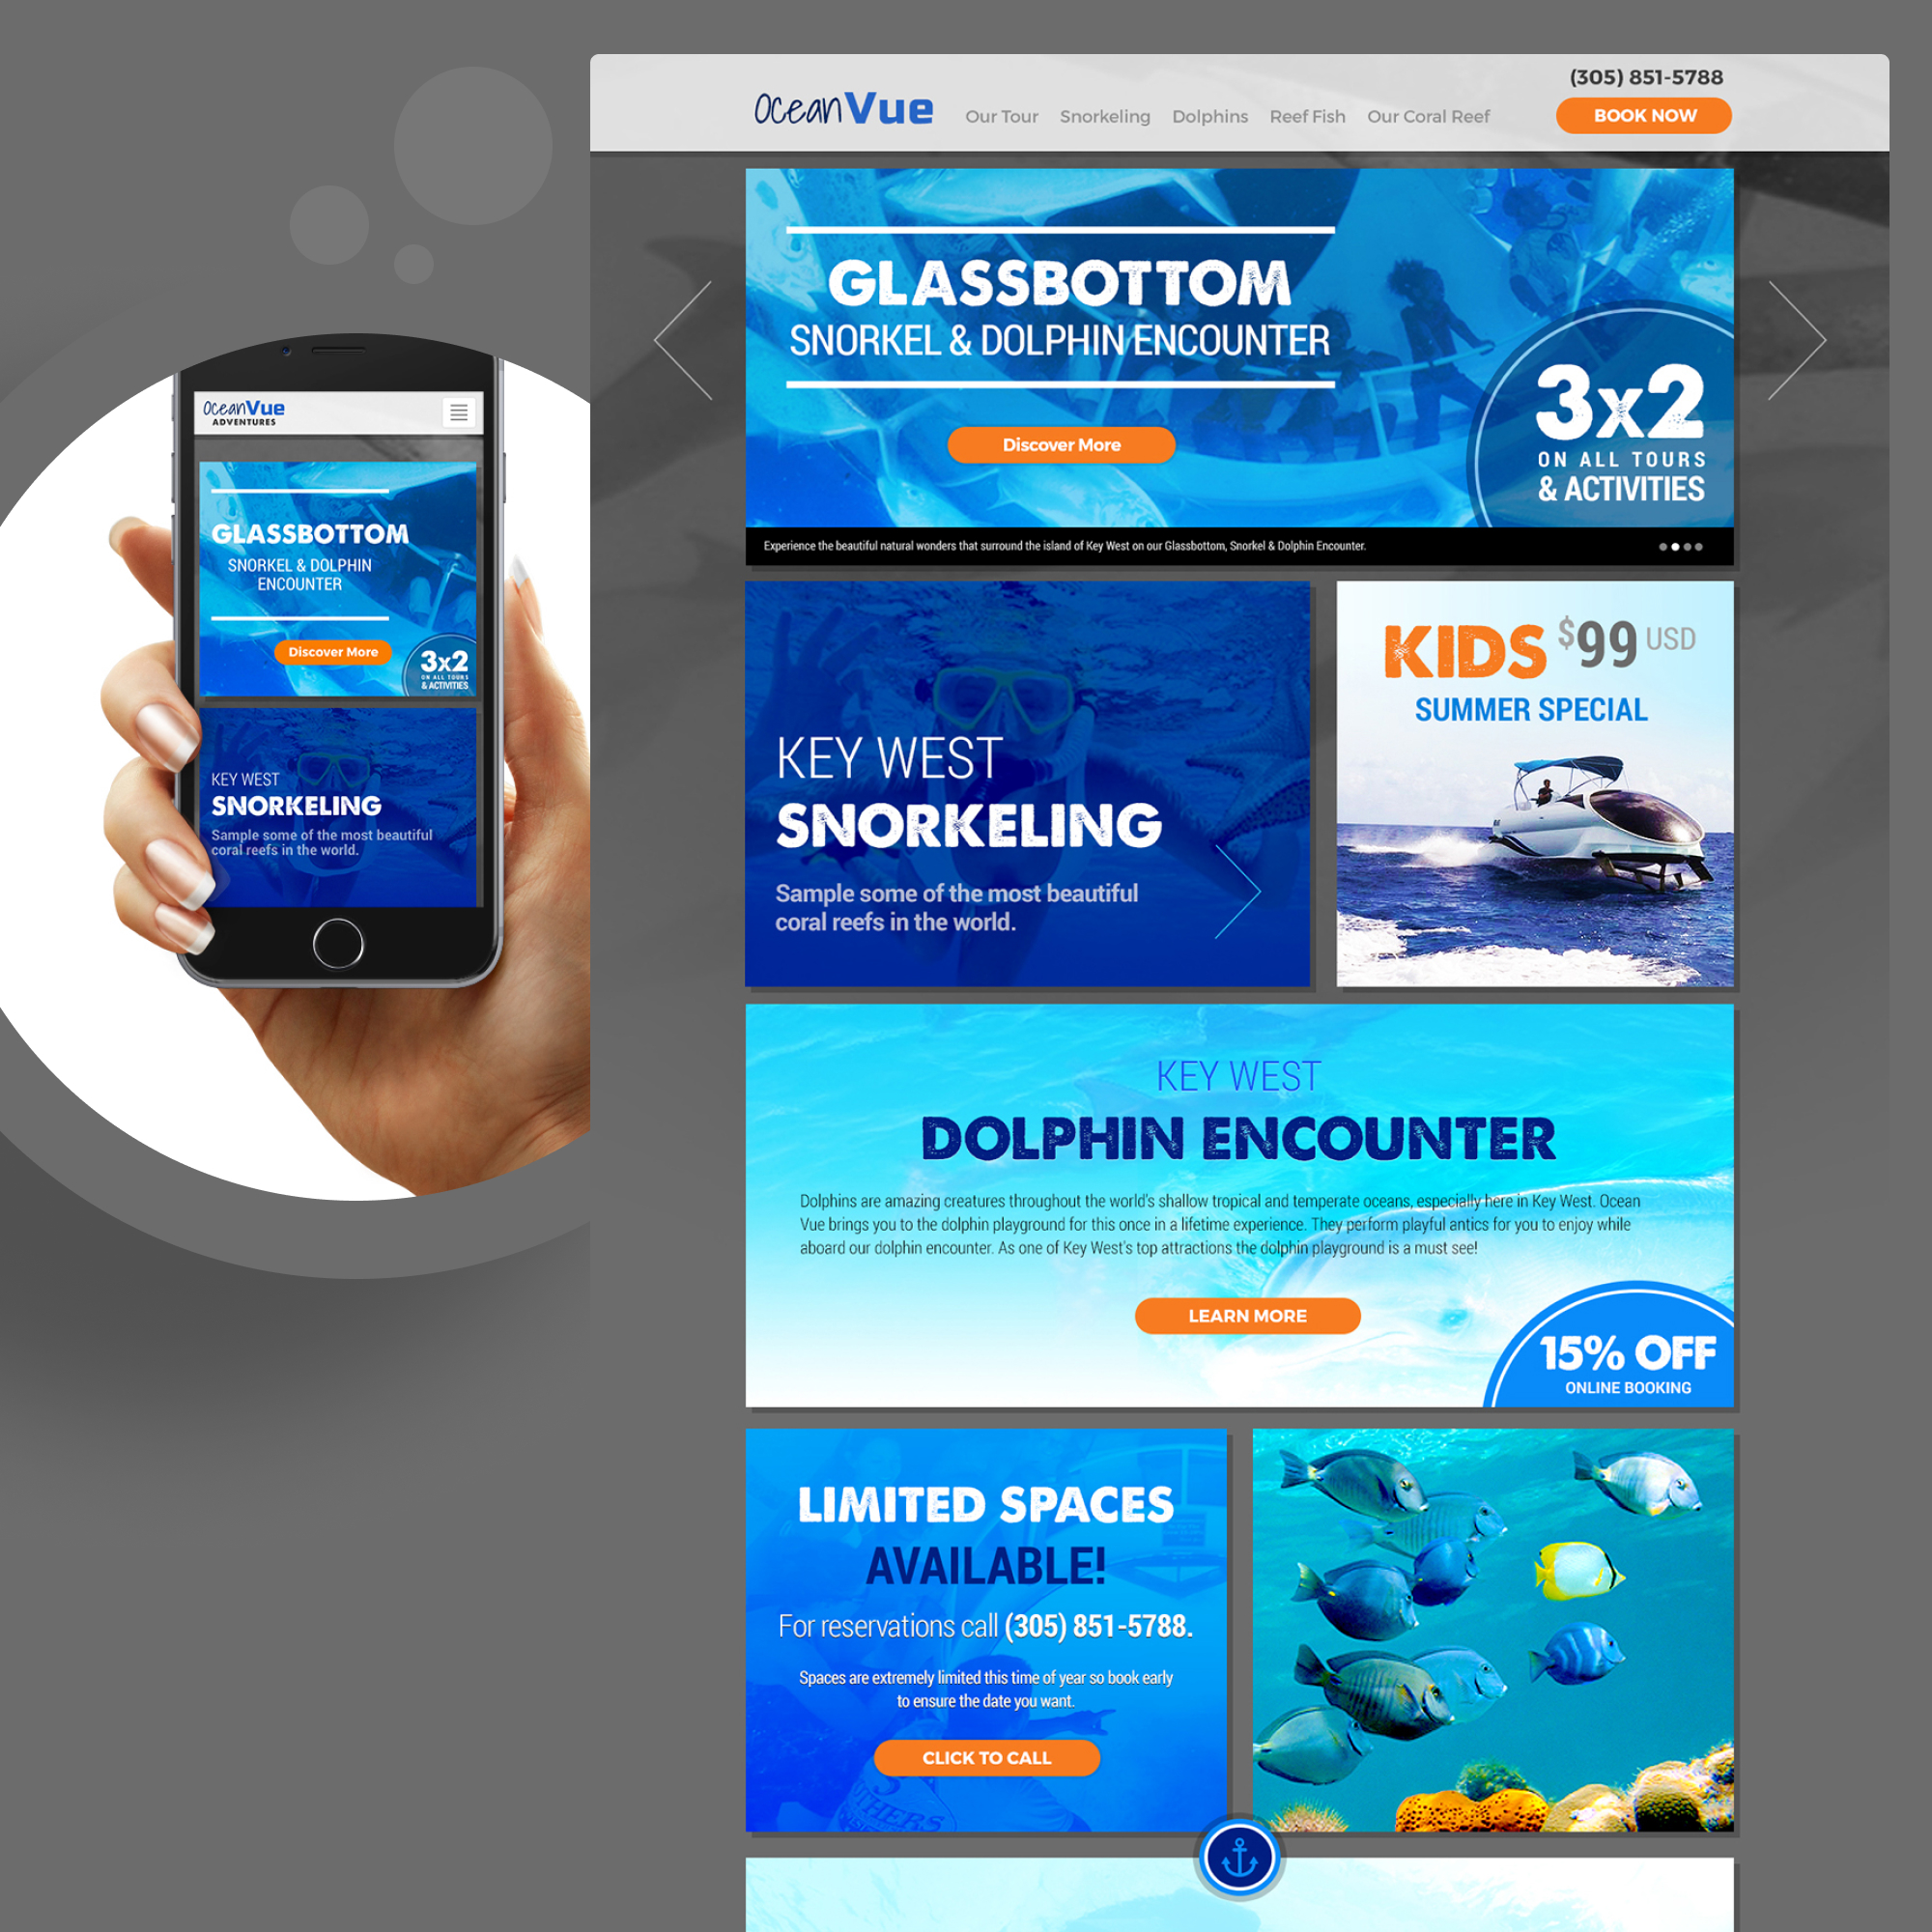 (305) 851-5788
OceanVue
Our Tour Snorkeling Dolphins Reef Fish Our Coral Reef
BOOK NOW
GLASSBOTTOM
SNORKEL & DOLPHIN ENCOUNTER
Discover More
3x2
ON ALL TOURS
& ACTIVITIES
Experience the beautiful natural wonders that surround the island of Key West on our Glassbottom, Snorkel & Dolphin Encounter.
KEY WEST
SNORKELING
Sample some of the most beautiful
coral reefs in the world.
KIDS $99 USD
SUMMER SPECIAL
KEY WEST
DOLPHIN ENCOUNTER
Dolphins are amazing creatures throughout the world's shallow tropical and temperate oceans, especially here in Key West. Ocean
Vue brings you to the dolphin playground for this once in a lifetime experience. They perform playful antics for you to enjoy while
aboard our dolphin encounter. As one of Key West's top attractions the dolphin playground is a must see!
LEARN MORE
15% OFF
ONLINE BOOKING
LIMITED SPACES
AVAILABLE!
For reservations call (305) 851-5788.
Spaces are extremely limited this time of year so book early
to ensure the date you want.
CLICK TO CALL
OceanVue
ADVENTURES
GLASSBOTTOM
SNORKEL & DOLPHIN
ENCOUNTER
Discover More
3x2
ON ALL TOURS
& ACTIVITIES
KEY WEST
SNORKELING
Sample some of the most beautiful
coral reefs in the world.